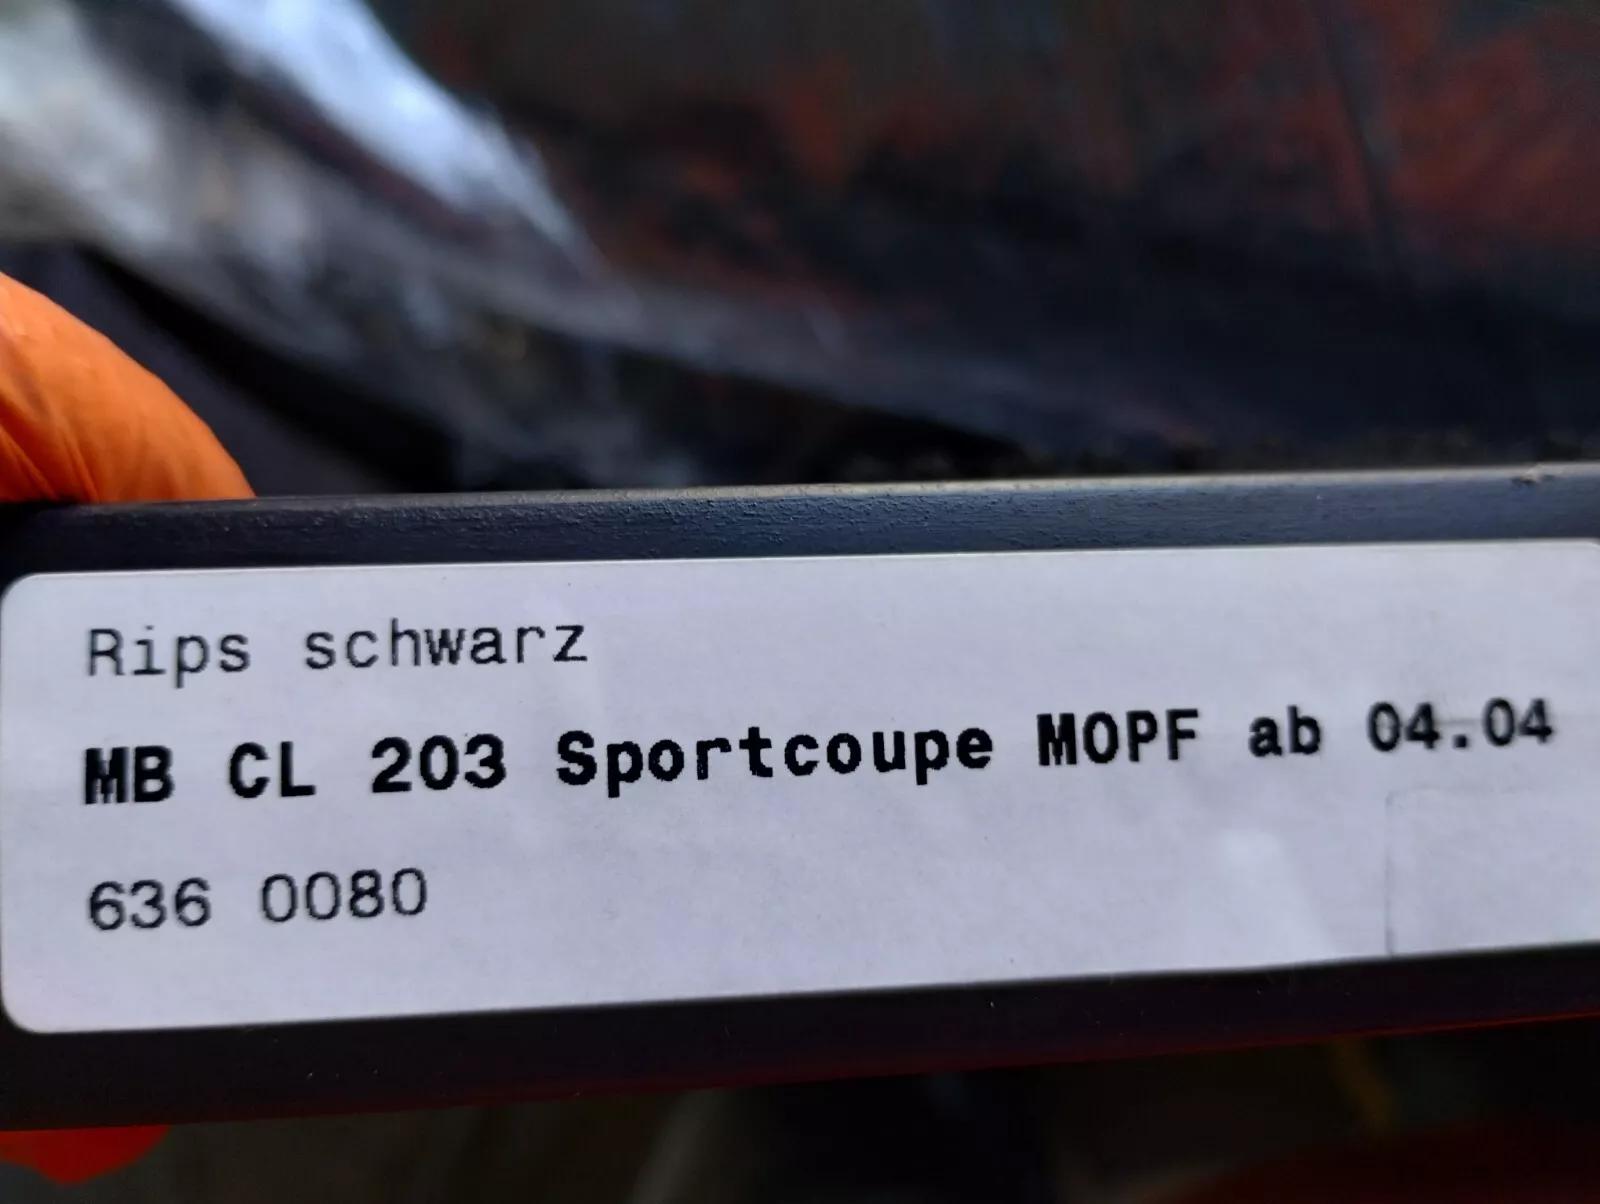 Rips schwarz
MB CL 203 Sportcoupe MOPF ab 04.04
636 0080